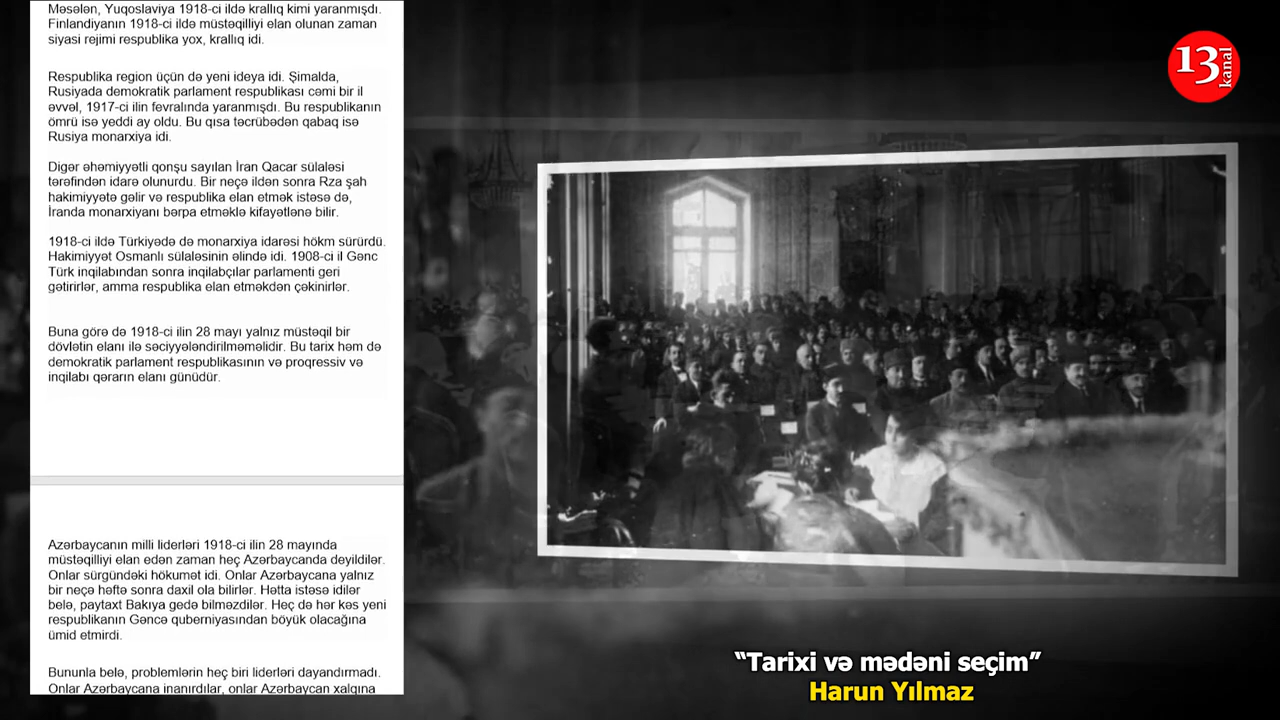 Məsələn, Yuqoslaviya 1918-ci ildə krallıq kimi yaranmışdı.
Finlandiyanın 1918-ci ildə müstəqilliyi elan olunan zaman
siyasi rejimi respublika yox, krallıq idi.
Respublika region üçün də yeni ideya idi. Şimalda,
Rusiyada demokratik parlament respublikası cəmi bir il
əvvəl, 1917-ci ilin fevralında yaranmışdı. Bu respublikanın
ömrü isə yeddi ay oldu. Bu qısa təcrübədən qabaq isə
Rusiya monarxiya idi.
Digər əhəmiyyətli qonşu sayılan İran Qacar sülaləsi
tərəfindən idarə olunurdu. Bir neçə ildən sonra Rza şah
hakimiyyətə gəlir və respublika elan etmək istəsə də,
İranda monarxiyanı bərpa etməklə kifayətlənə bilir.
1918-ci ildə Türkiyədə də monarxiya idarəsi hökm sürürdü.
Hakimiyyət Osmanlı sülaləsinin əlində idi. 1908-ci il Gənc
Türk inqilabından sonra inqilabçılar parlamenti geri
gətirirlər, amma respublika elan etməkdən çəkinirlər.
Buna görə də 1918-ci ilin 28 mayı yalnız müstəqil bir
dövlətin elanı ilə səciyyələndirilməməlidir. Bu tarix həm də
demokratik parlament respublikasının və proqressiv və
inqilabı qərarın elanı günüdür.
Azərbaycanın milli liderləri 1918-ci ilin 28 mayında
müstəqilliyi elan edən zaman heç Azərbaycanda deyildilər.
Onlar sürgündəki hökumət idi. Onlar Azərbaycana yalnız
bir neçə həftə sonra daxil ola bilirlər. Hətta istəsə idilər
belə, paytaxt Bakıya gedə bilməzdilər. Heç də hər kəs yeni
respublikanın Gəncə quberniyasından böyük olacağına
ümid etmirdi.
Bununla belə, problemlərin heç biri liderləri dayandırmadı.
Onlar Azərbaycana inanırdılar, onlar Azərbaycan xalqına
13 kanal
“Tarixi və mədəni seçim”
Harun Yılmaz